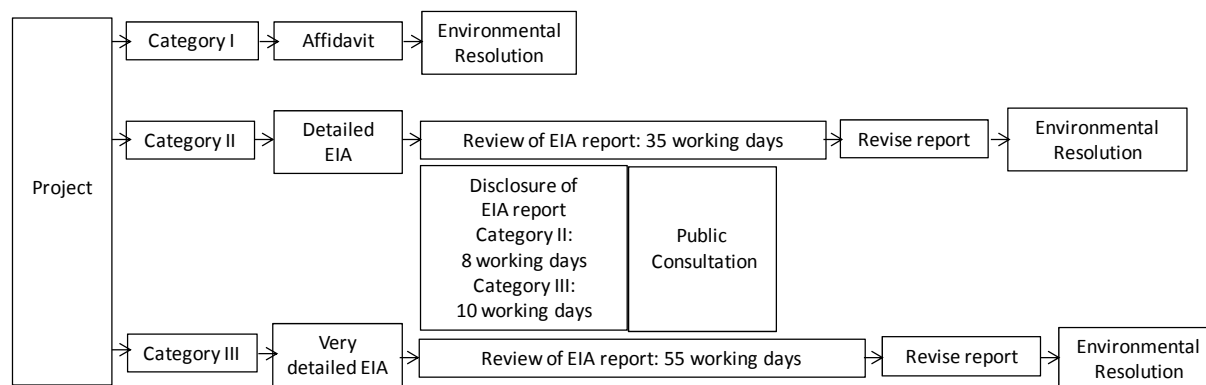 Project
Category I
Affidavit
Environmental
Resolution
Category II
Detailed
EIA
Review of EIA report: 35 working days
Revise report
Environmental
Resolution
Disclosure of
EIA report
Category II:
8 working days
Category III:
10 working days
Public
Consultation
Category III
Very
detailed EIA
Review of EIA report: 55 working days
Revise report
Environmental
Resolution